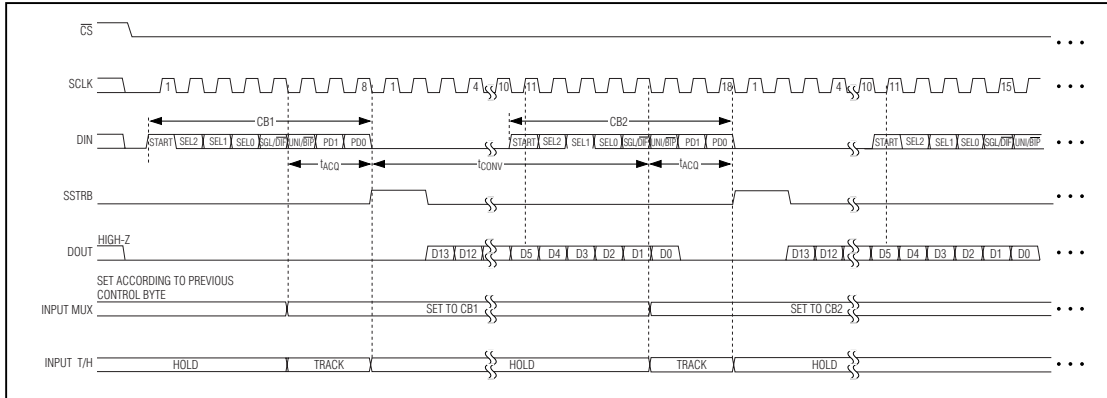 CS
SCLK 1 8 1 4 10 11 18 1 4 10 11 15
CB1 CB2
DIN START SEL2 SEL1 SEL0 SGL/DIF UNI/BIP PD1 PD0 START SEL2 SEL1 SEL0 SGL/DIF UNI/BIP PD1 PD0 START SEL2 SEL1 SEL0 SGL/DIF UNI/BIP
tACQ tCONV tACQ
SSTRB
HIGH-Z
DOUT D13 D12 D5 D4 D3 D2 D1 D0 D13 D12 D5 D4 D3 D2 D1 D0
SET ACCORDING TO PREVIOUS
CONTROL BYTE
INPUT MUX SET TO CB1 SET TO CB2
INPUT T/H HOLD TRACK HOLD TRACK HOLD